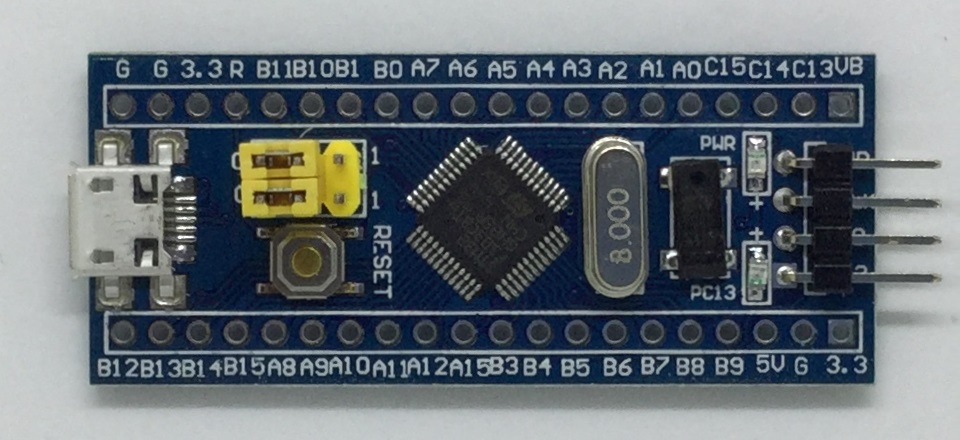 G G 3.3 R B11 B10 B1 B0 A7 A6 A5 A4 A3 A2 A1 A0 C15 C14 C13 VB
PWR
1
1
+
+
RESET
8.000
PC13
B12 B13 B14 B15 A8 A9 A10 A11 A12 A15 B3 B4 B5 B6 B7 B8 B9 5V G 3.3